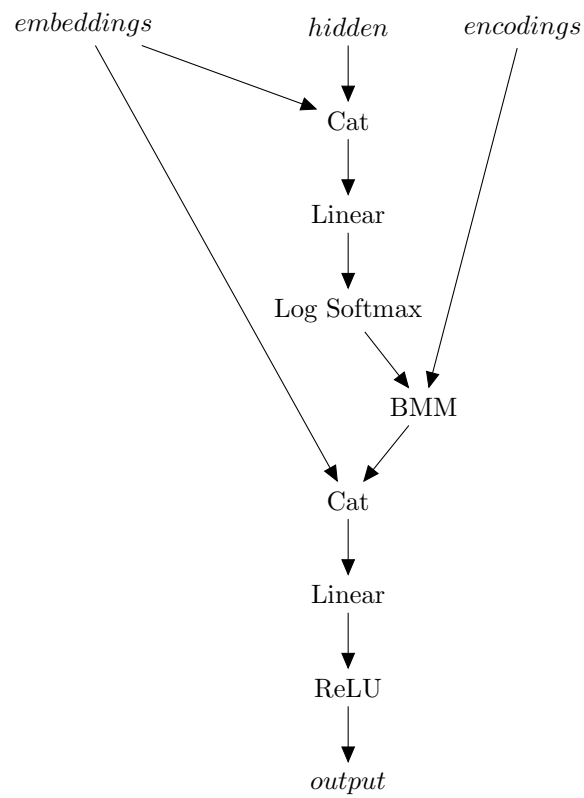 embeddings hidden encodings
Cat
Linear
Log Softmax
BMM
Cat
Linear
ReLU
output